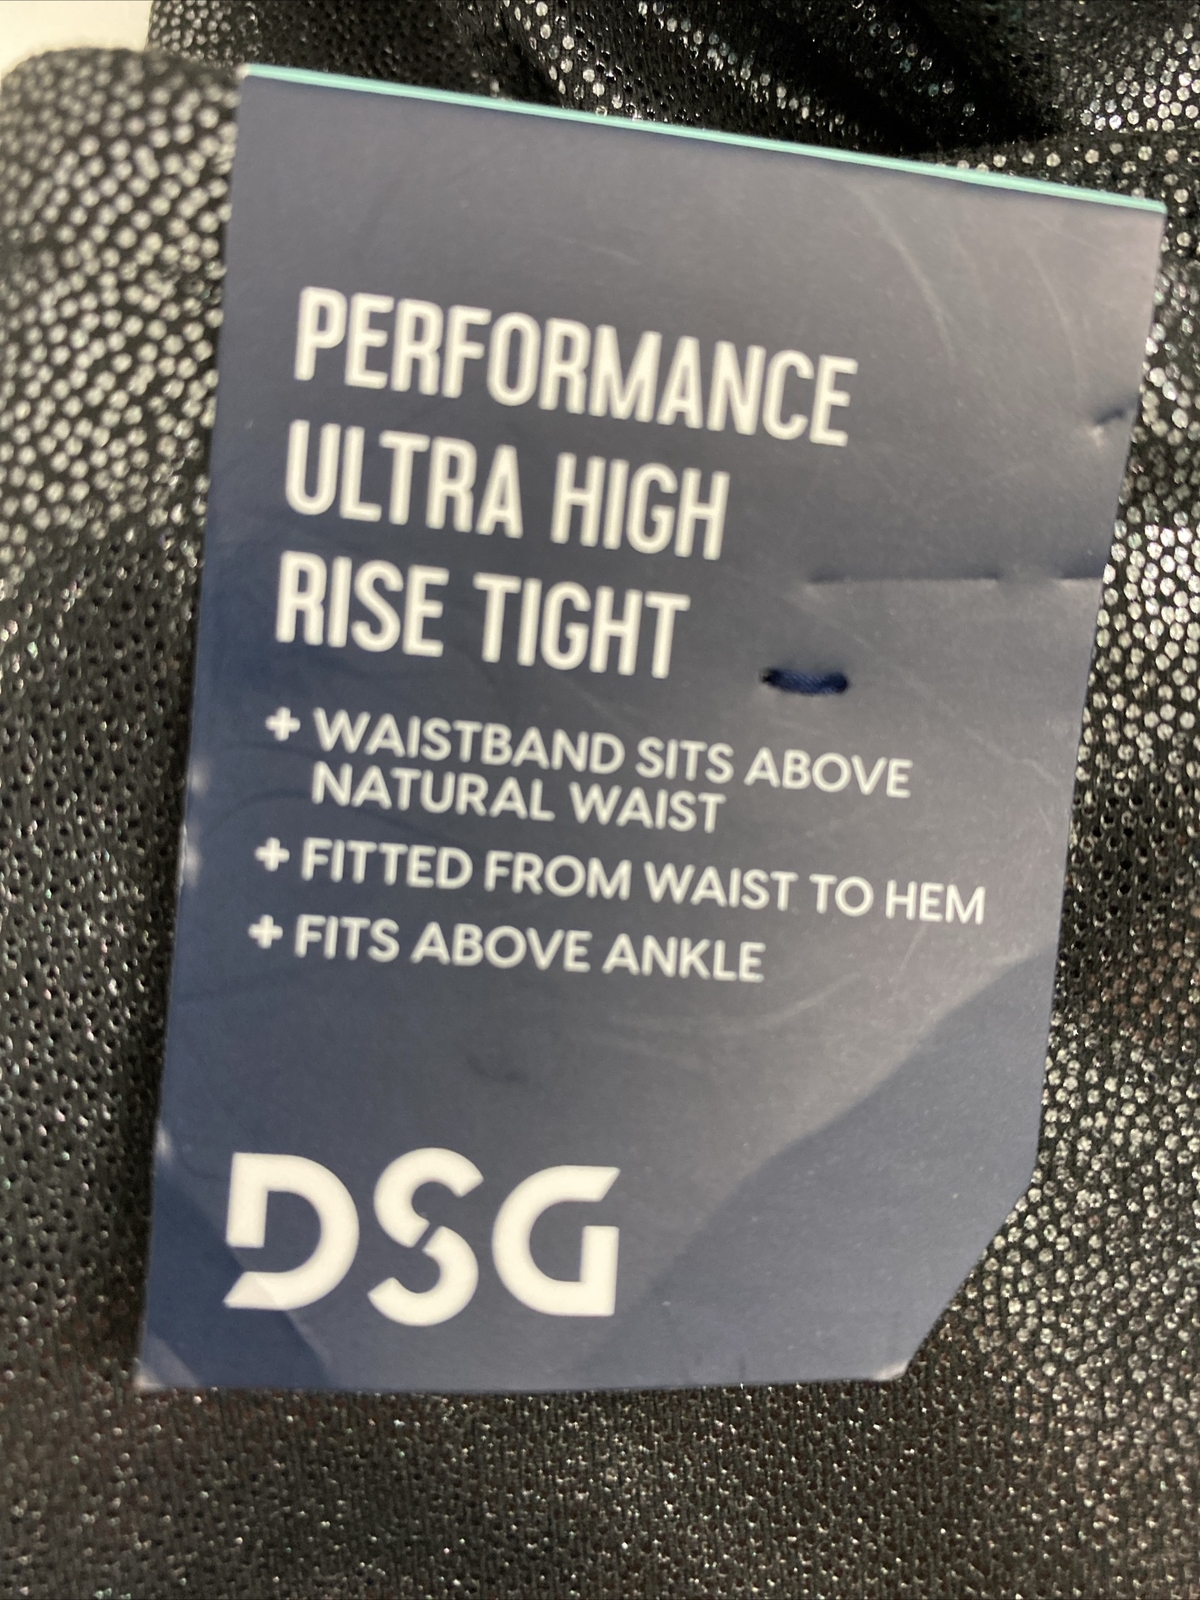 PERFORMANCE
ULTRA HIGH
RISE TIGHT
+ WAISTBAND SITS ABOVE
NATURAL WAIST
+ FITTED FROM WAIST TO HEM
+ FITS ABOVE ANKLE
DSG